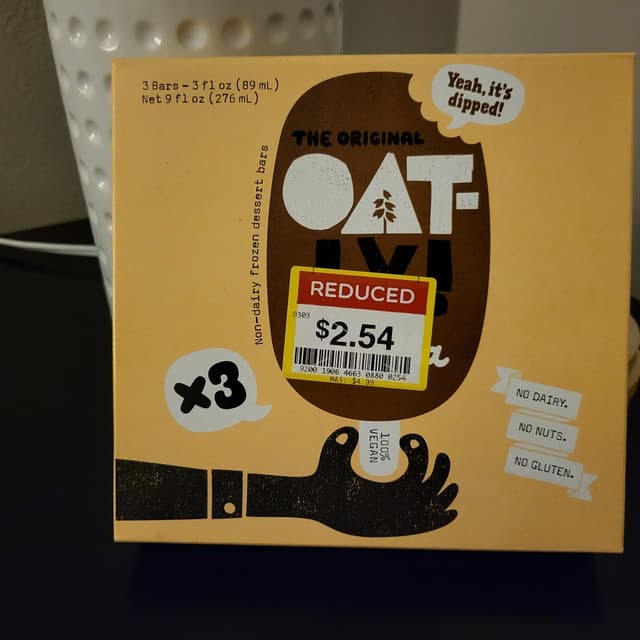 3 Bars - 3 fl oz (89 mL)
Net 9 fl oz (276 mL)
Yeah, it's
dipped!
THE ORIGINAL
OAT-
LY!
Non-dairy frozen dessert bars
REDUCED
0303
$2.54
9200 1906 4663 0880 0254
WAS: $4.99
x3
100%
VEGAN
NO DAIRY.
NO NUTS.
NO GLUTEN.